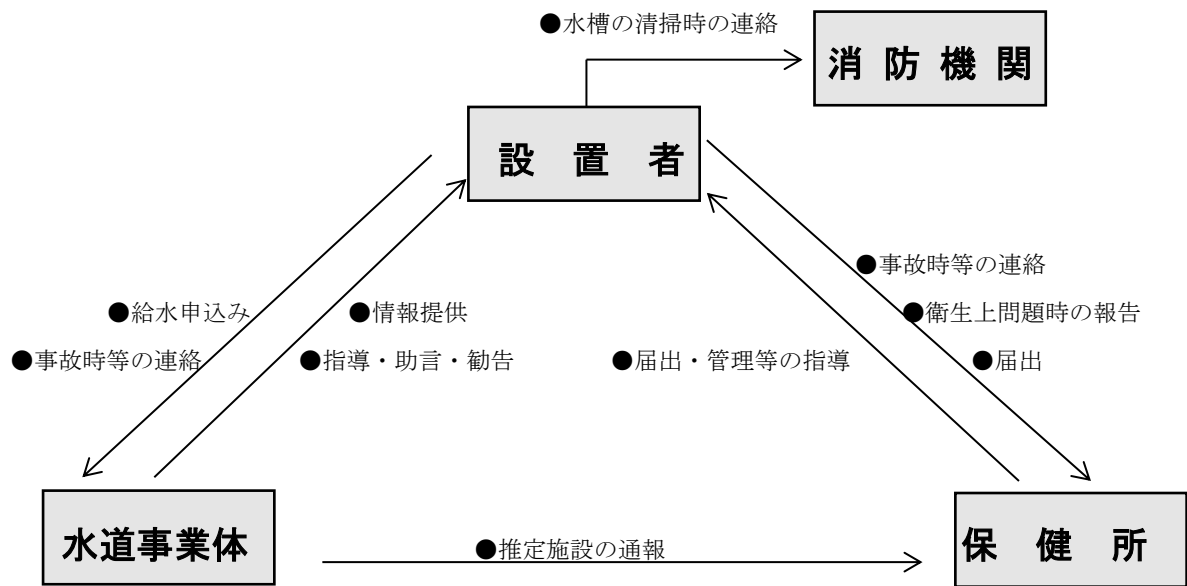 ●水槽の清掃時の連絡
消防機関
設置者
●事故時等の連絡
●給水申込み
●情報提供
●衛生上問題時の報告
●事故時等の連絡
●指導・助言・勧告
●届出・管理等の指導
●届出
水道事業体
●推定施設の通報
保健所